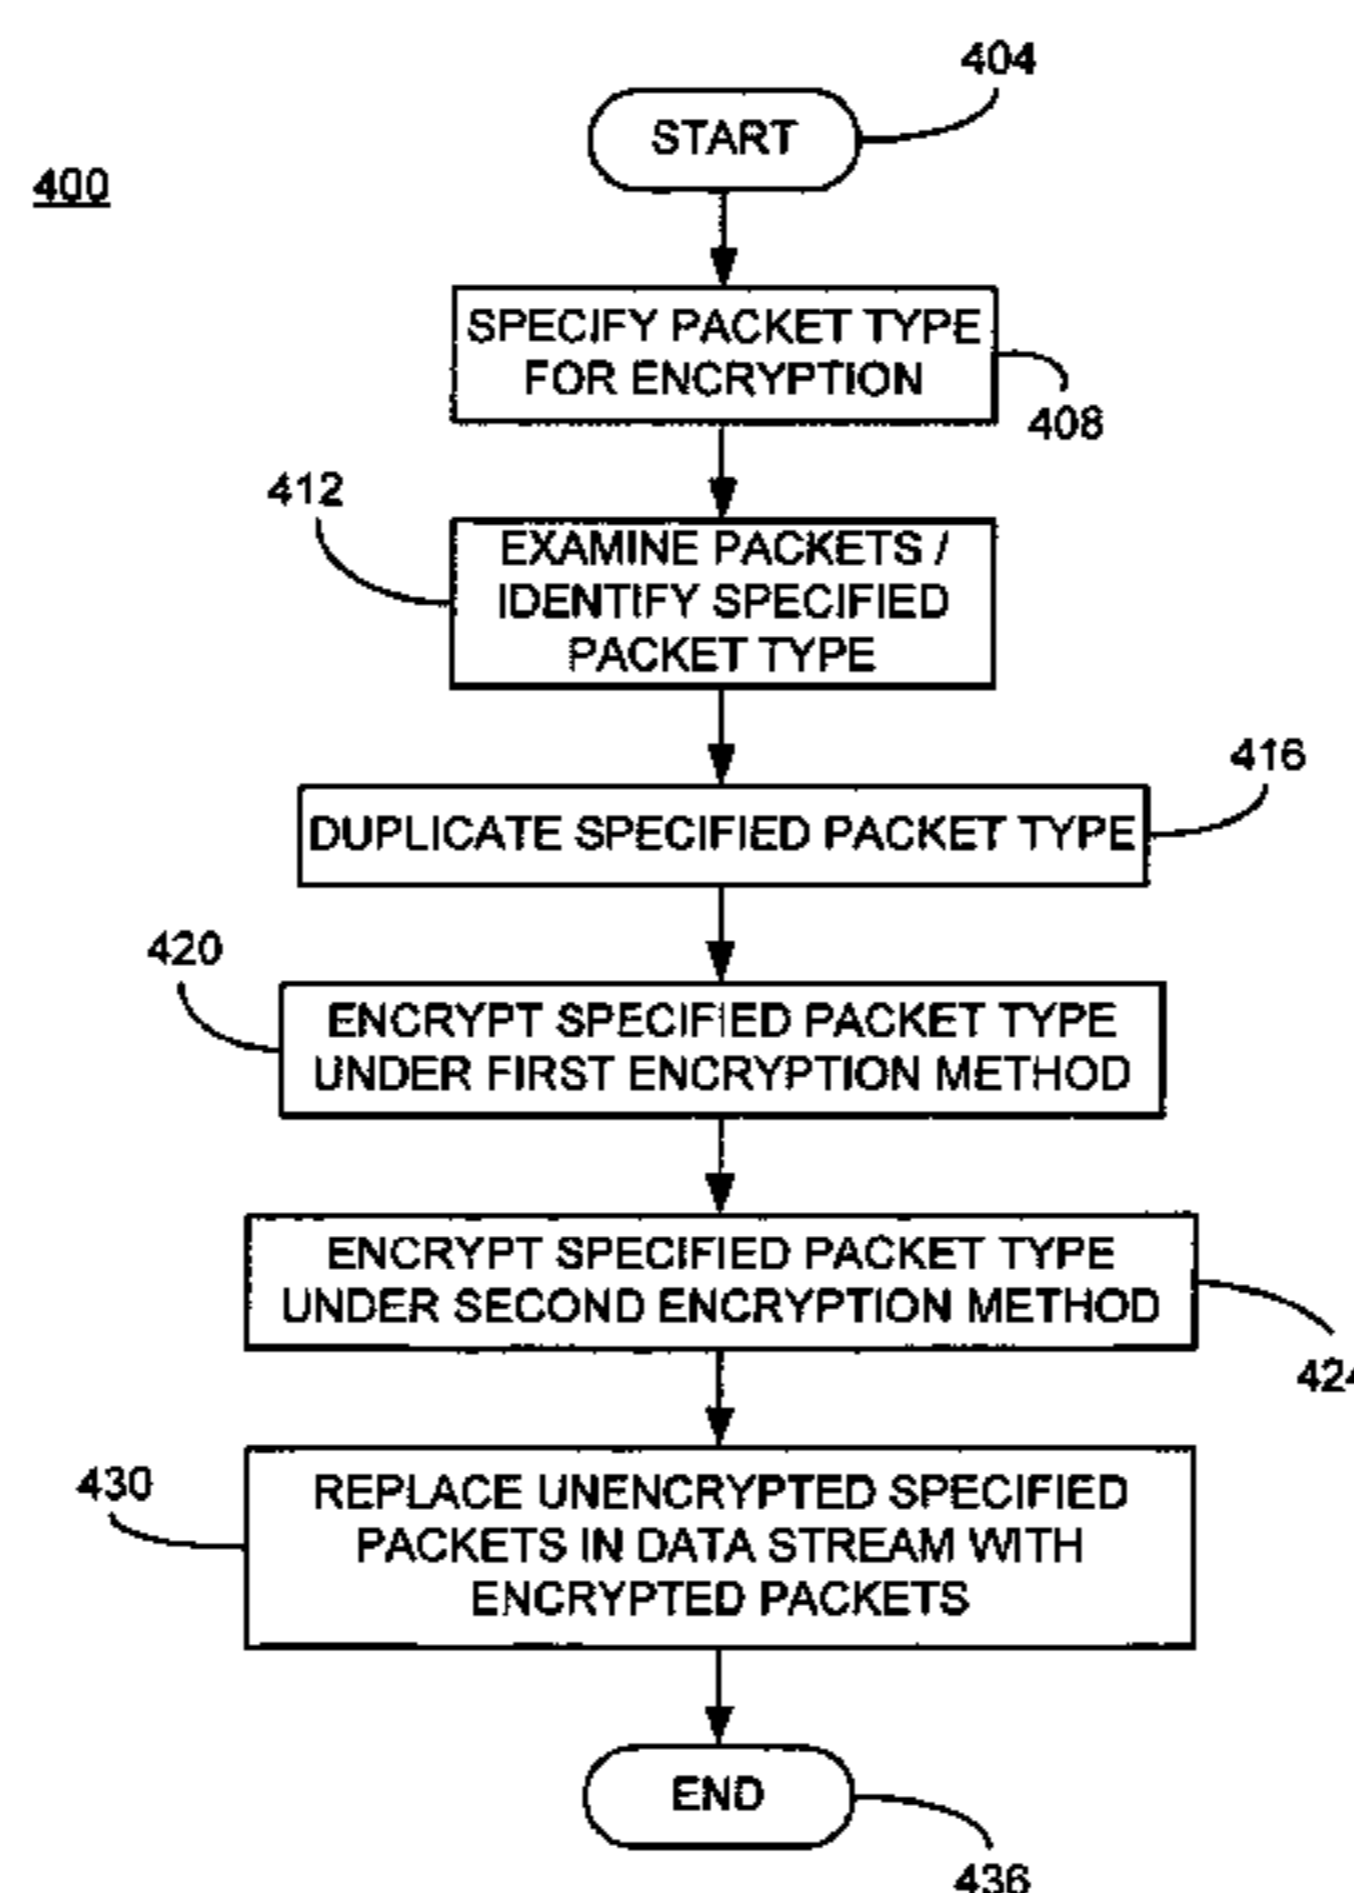 404
START
400
SPECIFY PACKET TYPE
FOR ENCRYPTION
408
412
EXAMINE PACKETS /
IDENTIFY SPECIFIED
PACKET TYPE
416
DUPLICATE SPECIFIED PACKET TYPE
420
ENCRYPT SPECIFIED PACKET TYPE
UNDER FIRST ENCRYPTION METHOD
ENCRYPT SPECIFIED PACKET TYPE
UNDER SECOND ENCRYPTION METHOD
424
430
REPLACE UNENCRYPTED SPECIFIED
PACKETS IN DATA STREAM WITH
ENCRYPTED PACKETS
END
436